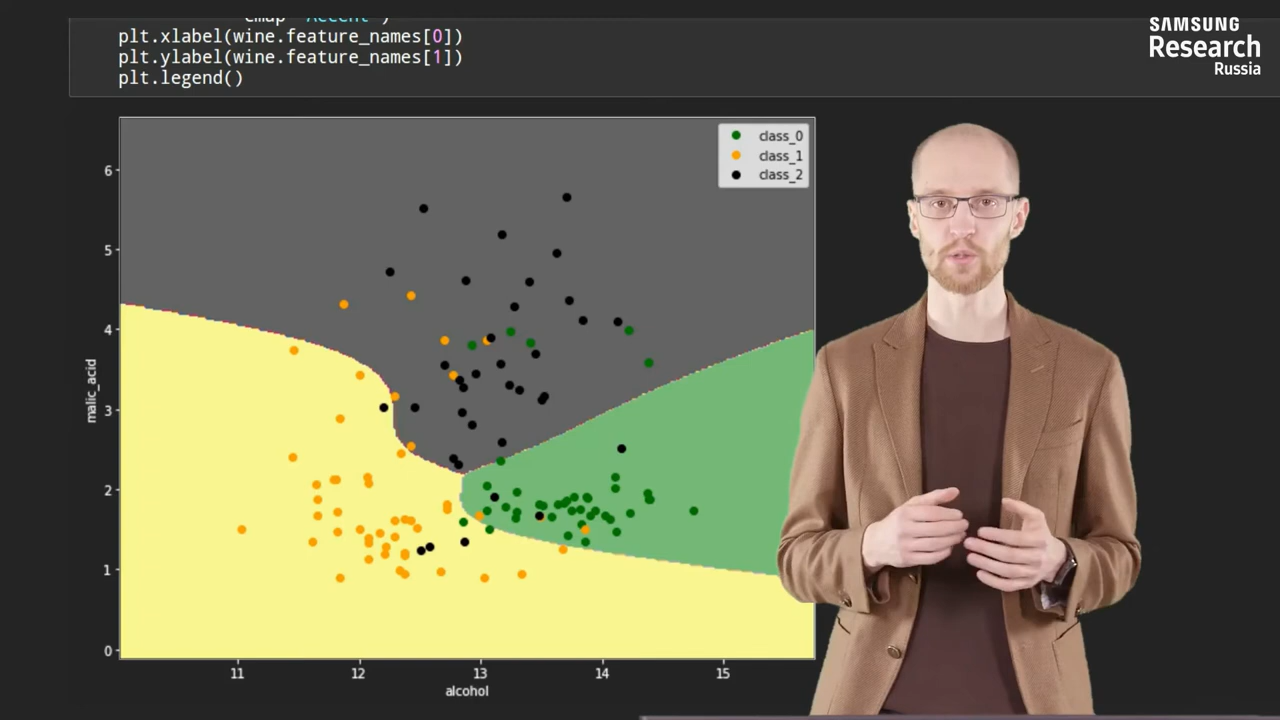 plt.xlabel(wine.feature_names[0])
plt.ylabel(wine.feature_names[1])
plt.legend()
SAMSUNG
Research
Russia
class_0
class_1
class_2
6
5
4
3
2
1
0
malic_acid
11 12 13 14 15
alcohol